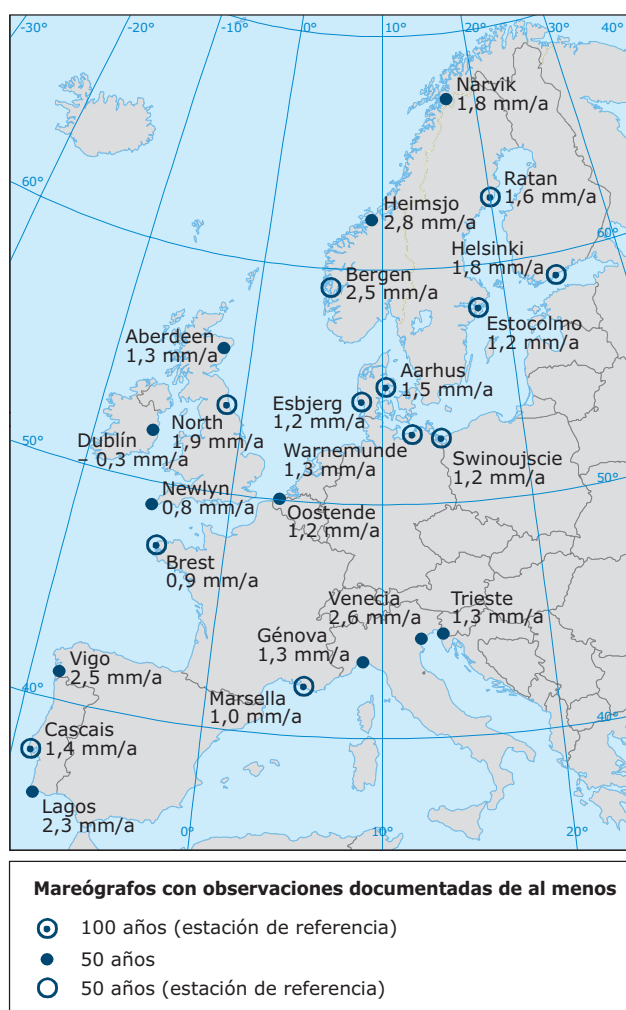 -30°
-20°
-10°
0°
10°
20°
30°
40°
Narvik
1,8 mm/a
60°
Ratan
1,6 mm/a
Heimsjo
2,8 mm/a
60°
Helsinki
1,8 mm/a
Bergen
2,5 mm/a
Estocolmo
1,2 mm/a
Aberdeen
1,3 mm/a
Aarhus
1,5 mm/a
Esbjerg
1,2 mm/a
North
1,9 mm/a
50°
Dublín
– 0,3 mm/a
Warnemunde
1,3 mm/a
Swinoujscie
1,2 mm/a
50°
Newlyn
0,8 mm/a
Oostende
1,2 mm/a
Brest
0,9 mm/a
Venecia
2,6 mm/a
Trieste
1,3 mm/a
Génova
1,3 mm/a
Vigo
2,5 mm/a
40°
Marsella
1,0 mm/a
40°
Cascais
1,4 mm/a
Lagos
2,3 mm/a
0°
10°
20°
Mareógrafos con observaciones documentadas de al menos
100 años (estación de referencia)
50 años
50 años (estación de referencia)